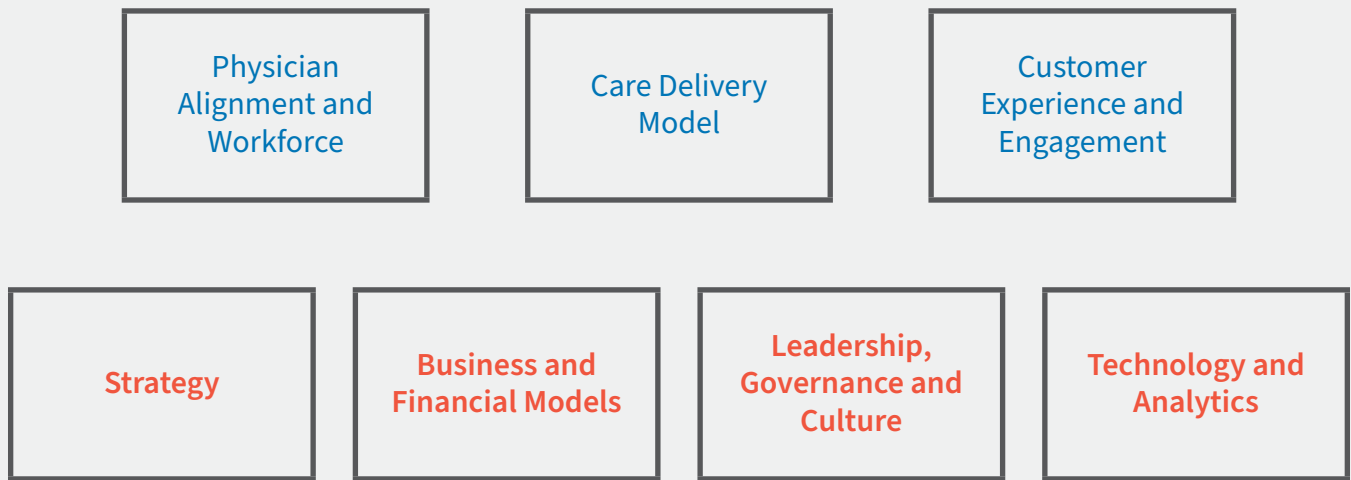 Physician
Alignment and
Workforce
Care Delivery
Model
Customer
Experience and
Engagement
Strategy
Business and
Financial Models
Leadership,
Governance and
Culture
Technology and
Analytics